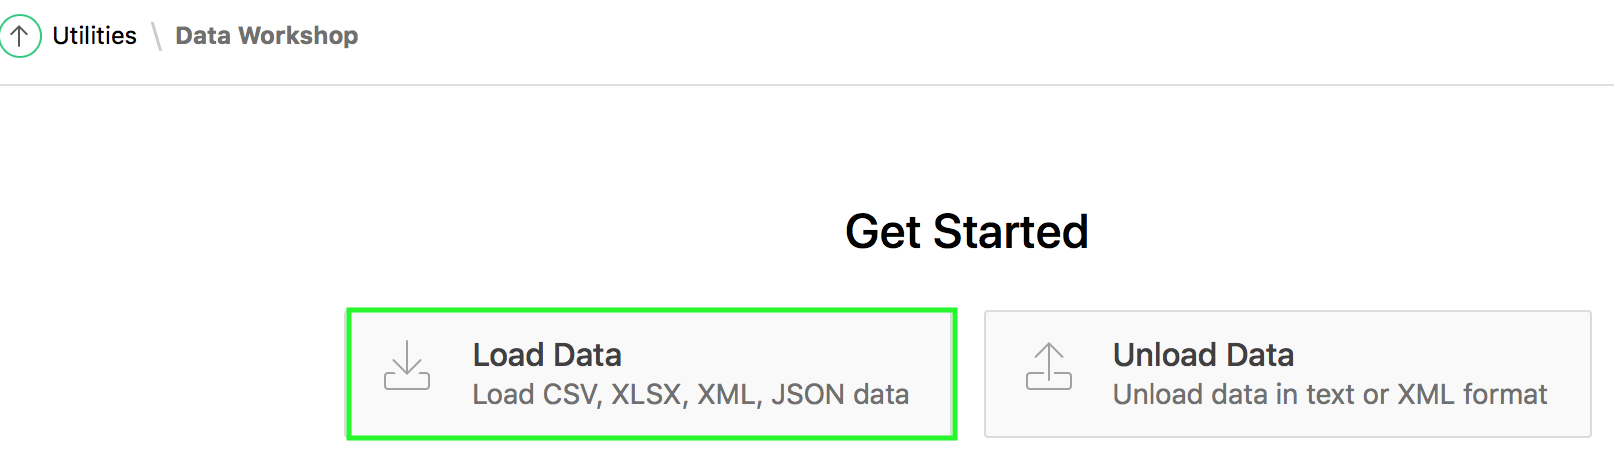 Utilities \ Data Workshop
Get Started
Load Data
Load CSV, XLSX, XML, JSON data
Unload Data
Unload data in text or XML format